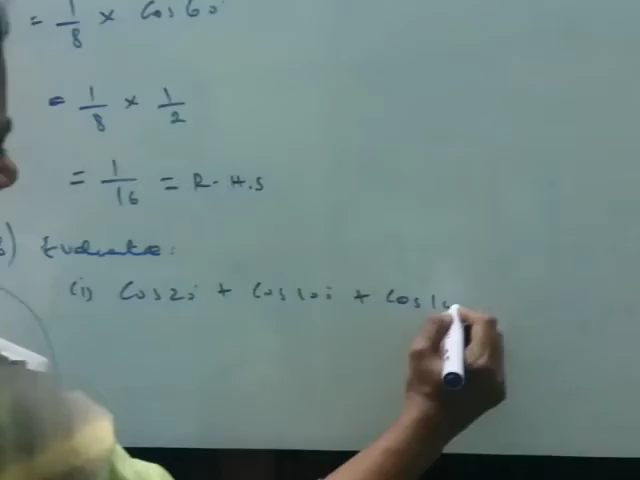 = 1/8 × Cos 60°
= 1/8 × 1/2
= 1/16 = R.H.S
) Evaluate:
(i) Cos 20° + Cos 100° + Cos 1